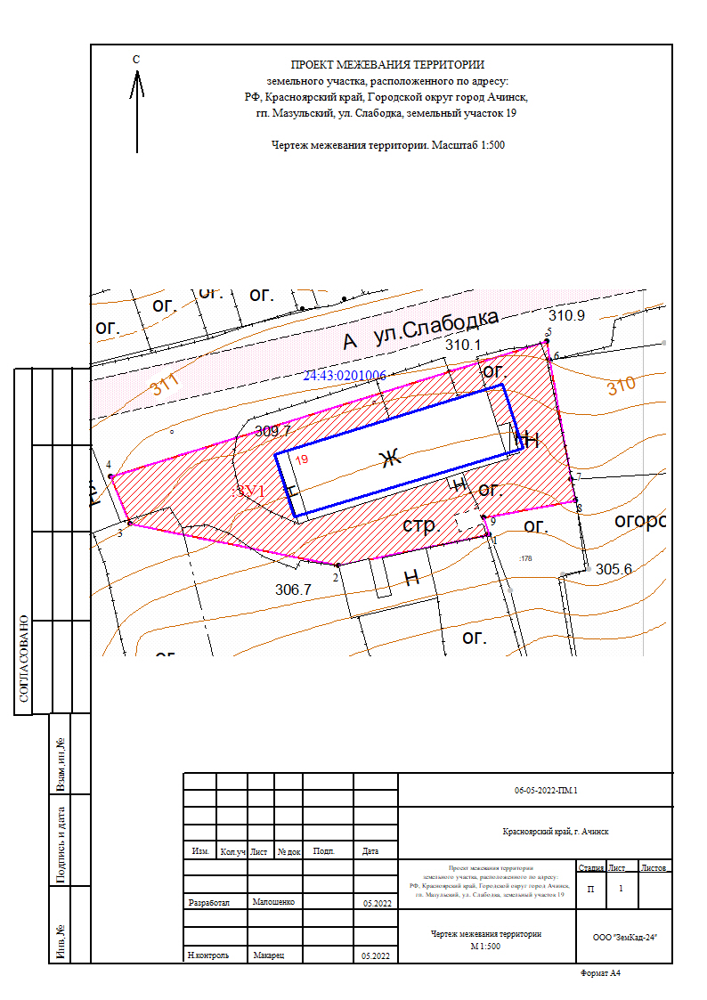 С
ПРОЕКТ МЕЖЕВАНИЯ ТЕРРИТОРИИ
земельного участка, расположенного по адресу:
РФ, Красноярский край, Городской округ город Ачинск,
гп. Мазульский, ул. Слабодка, земельный участок 19
Чертеж межевания территории. Масштаб 1:500
ог.
ог.
ог.
ог.
А ул.Слабодка
310.9
310.1
5
6
311
24:43:0201006
ог.
310
309.7
19
Ж
Н
Н
4
Н
:ЗУ1
Н
Н
ог.
7
8
3
стр.
9
ог.
огоро
1
:178
2
306.7
Н
305.6
ог.
ог.
СОГЛАСОВАНО
Взам.ин.№
Подпись и дата
Инв.№
06-05-2022-ПМ.1
Красноярский край, г. Ачинск
Изм. Кол.уч Лист № док Подп. Дата
Проект межевания территории
земельного участка, расположенного по адресу:
РФ, Красноярский край, Городской округ город Ачинск,
гп. Мазульский, ул. Слабодка, земельный участок 19
Стадия Лист Листов
П 1
Разработал Малошенко 05.2022
Чертеж межевания территории
М 1:500
ООО "ЗемКад-24"
Н.контроль Макарец 05.2022
Формат А4